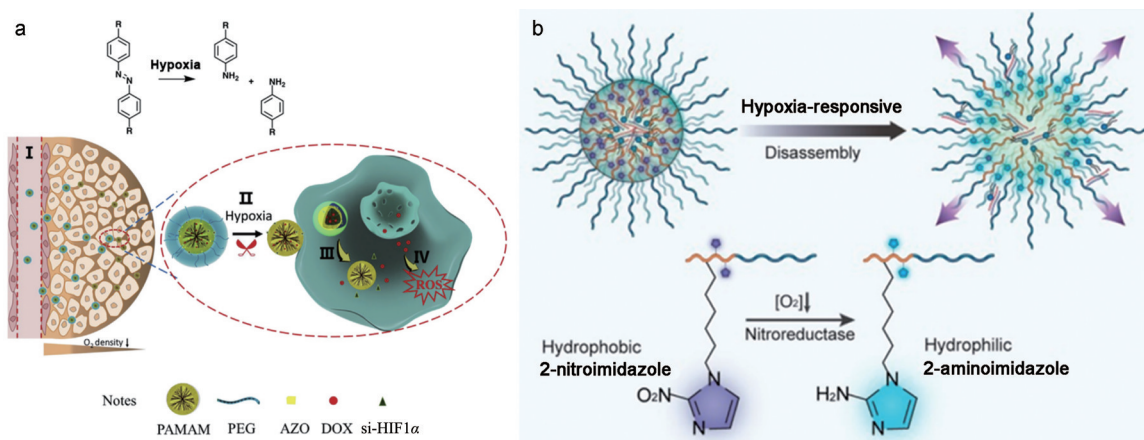 a
R
Hypoxia
N
N
R
R
NH2
+
NH2
R
I
II
Hypoxia
III
IV
ROS
O2 density↓
Notes
PAMAM
PEG
AZO
DOX
si-HIF1α
b
Hypoxia-responsive
Disassembly
[O2]↓
Nitroreductase
Hydrophobic
2-nitroimidazole
Hydrophilic
2-aminoimidazole
O2N
N
N
H2N
N
N